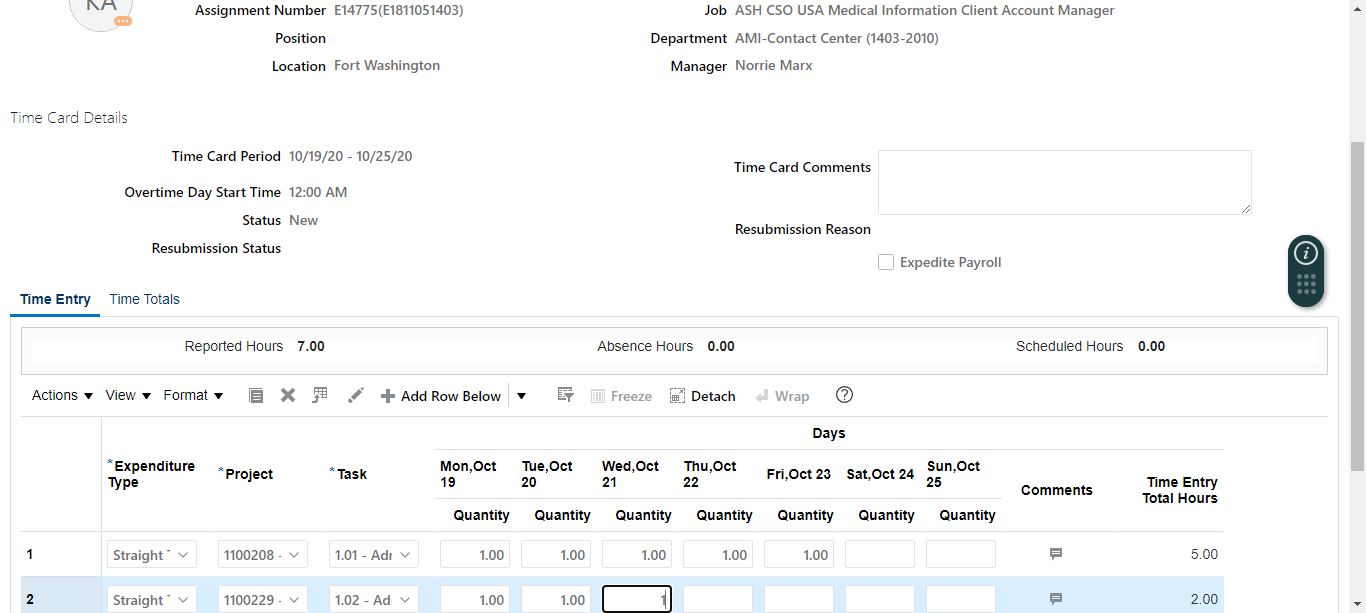 KA
Assignment Number E14775(E1811051403) Job ASH CSO USA Medical Information Client Account Manager
Position Department AMI-Contact Center (1403-2010)
Location Fort Washington Manager Norrie Marx
Time Card Details
Time Card Period 10/19/20 - 10/25/20
Time Card Comments
Overtime Day Start Time 12:00 AM
Status New
Resubmission Reason
Resubmission Status
Expedite Payroll
Time Entry Time Totals
Reported Hours 7.00 Absence Hours 0.00 Scheduled Hours 0.00
Actions View Format Add Row Below Freeze Detach Wrap
Days
*Expenditure Type *Project *Task Mon,Oct 19 Tue,Oct 20 Wed,Oct 21 Thu,Oct 22 Fri,Oct 23 Sat,Oct 24 Sun,Oct 25 Comments Time Entry Total Hours
Quantity Quantity Quantity Quantity Quantity Quantity Quantity
1 Straight 1100208 - 1.01 - Adr 1.00 1.00 1.00 1.00 1.00 5.00
2 Straight 1100229 - 1.02 - Ad 1.00 1.00 1 2.00